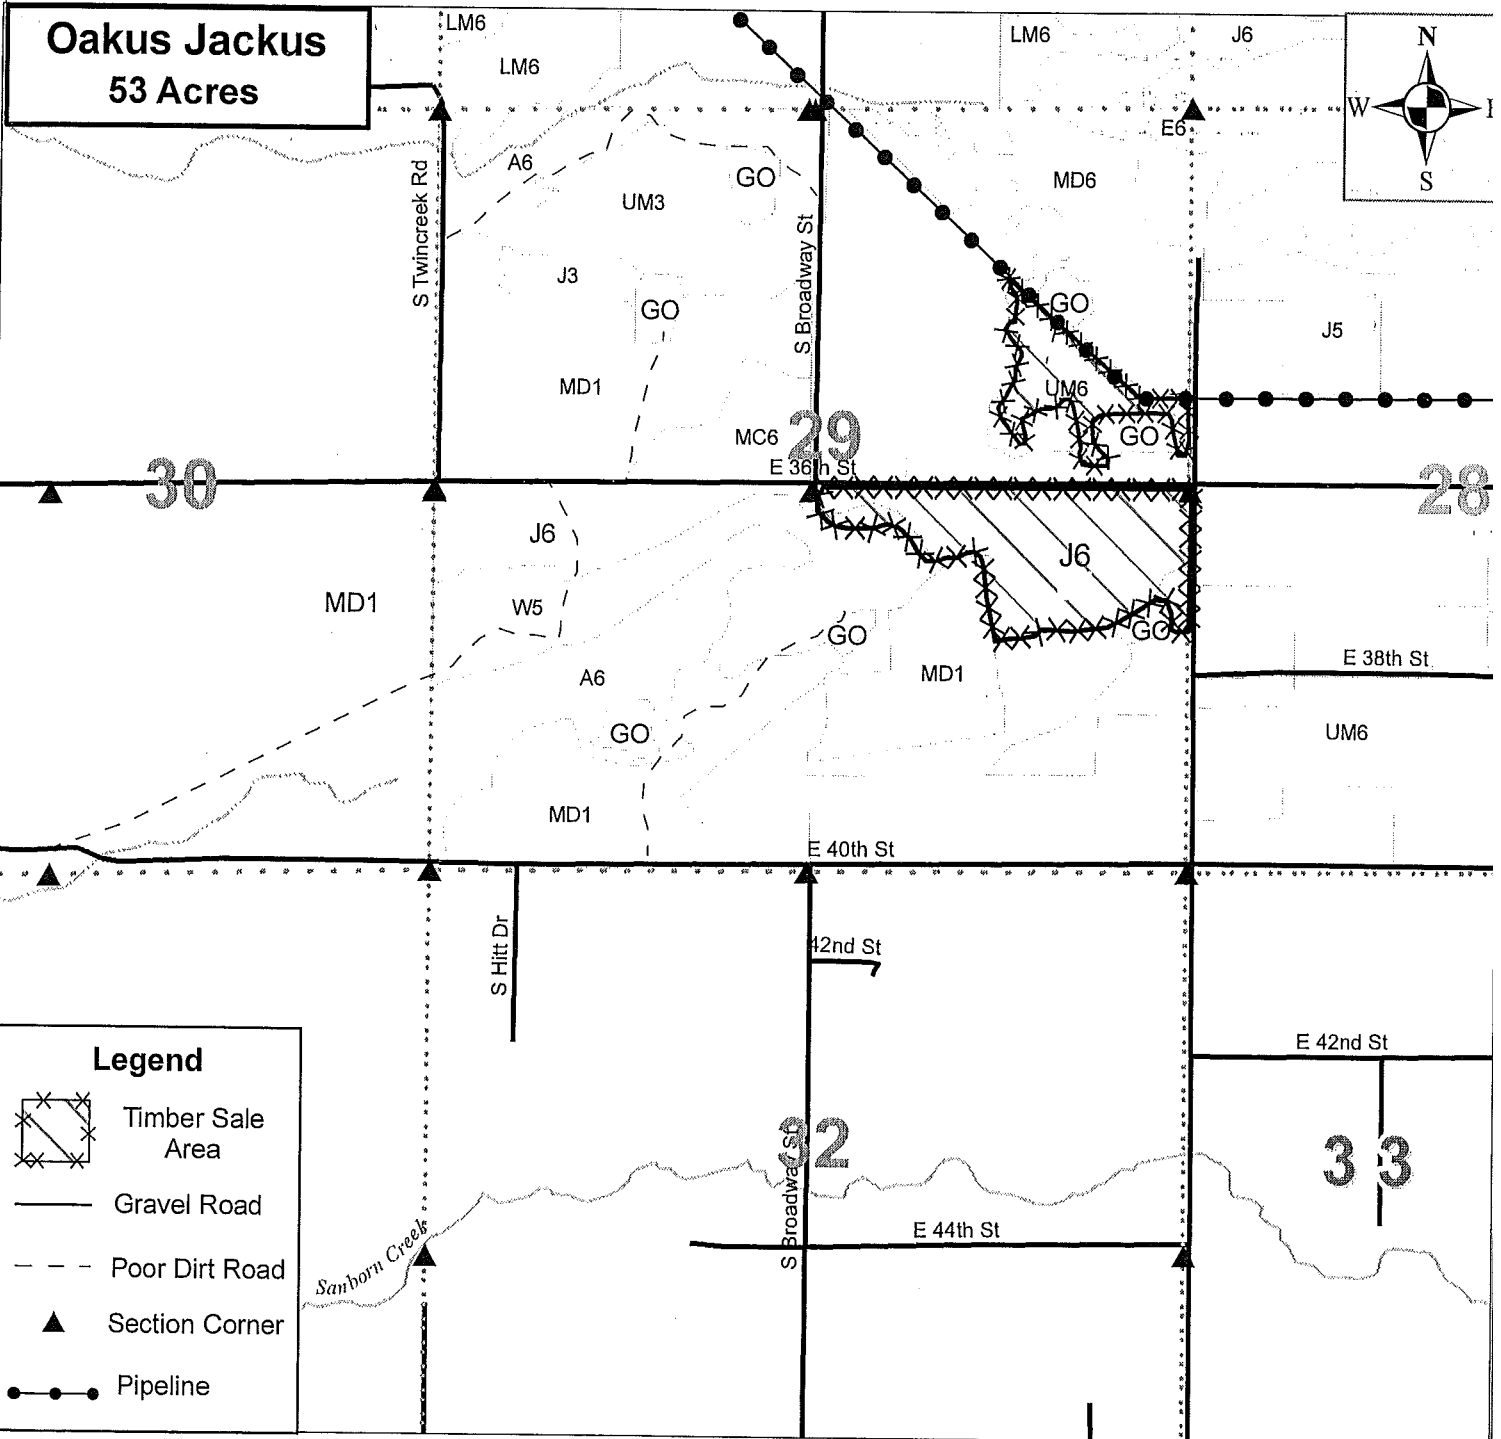 Oakus Jackus
53 Acres
LM6
LM6
LM6
J6
N
W
S
E6
A6
GO
MD6
UM3
S Twincreek Rd
S Broadway St
J3
GO
GO
J5
MD1
UM6
MC6
29
GO
E 36th St
30
28
J6
J6
MD1
W5
GO
GO
E 38th St
A6
MD1
GO
UM6
MD1
E 40th St
S Hitt Dr
42nd St
E 42nd St
Legend
Timber Sale
Area
Gravel Road
Poor Dirt Road
Section Corner
Pipeline
32
33
S Broadway St
E 44th St
Sanborn Creek